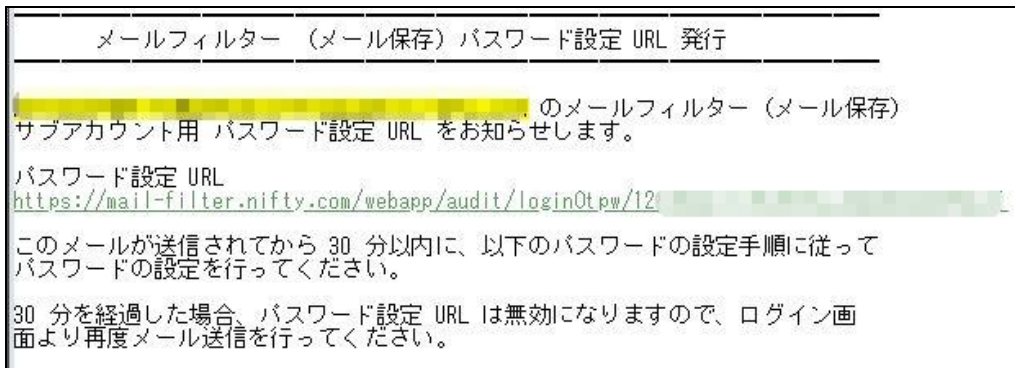 メールフィルター （メール保存）パスワード設定 URL 発行
のメールフィルター （メール保存）
サブアカウント用 パスワード設定 URL をお知らせします。
パスワード設定 URL
https://mail-filter.nifty.com/webapp/audit/loginOtpw/12
このメールが送信されてから 30 分以内に、以下のパスワードの設定手順に従って
パスワードの設定を行ってください。
30 分を経過した場合、パスワード設定 URL は無効になりますので、ログイン画
面より再度メール送信を行ってください。